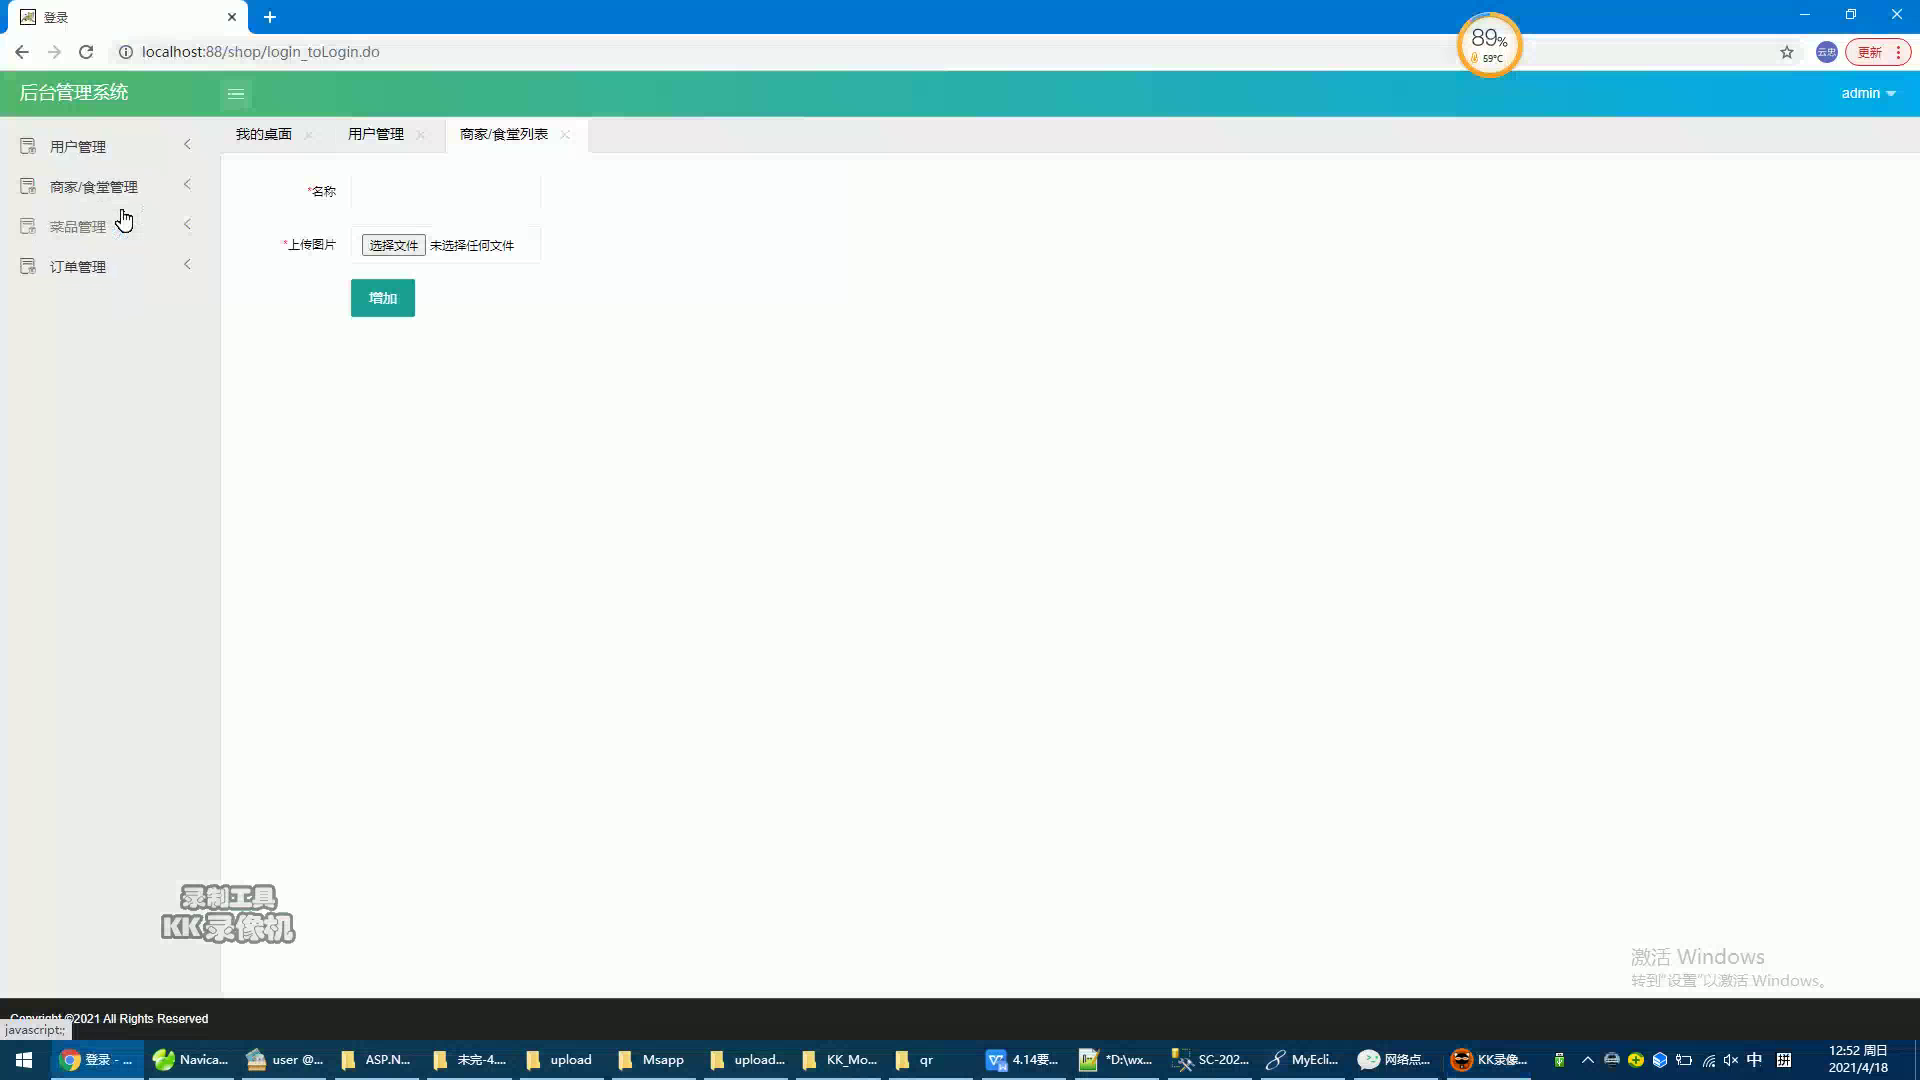 登录
localhost:88/shop/login_toLogin.do
89%
59°C
云忠
更新
后台管理系统
admin
用户管理
商家/食堂管理
菜品管理
订单管理
我的桌面
用户管理
商家/食堂列表
*名称
*上传图片
选择文件 未选择任何文件
增加
录制工具
KK录像机
激活 Windows
转到"设置"以激活 Windows。
Copyright ©2021 All Rights Reserved
javascript:;
登录 - ...
Navica...
user @...
ASP.N...
未完-4....
upload
Msapp
upload...
KK_Mo...
qr
4.14要...
*D:\wx...
SC-202...
MyEcli...
网络点...
KK录像...
中
拼
12:52 周日
2021/4/18